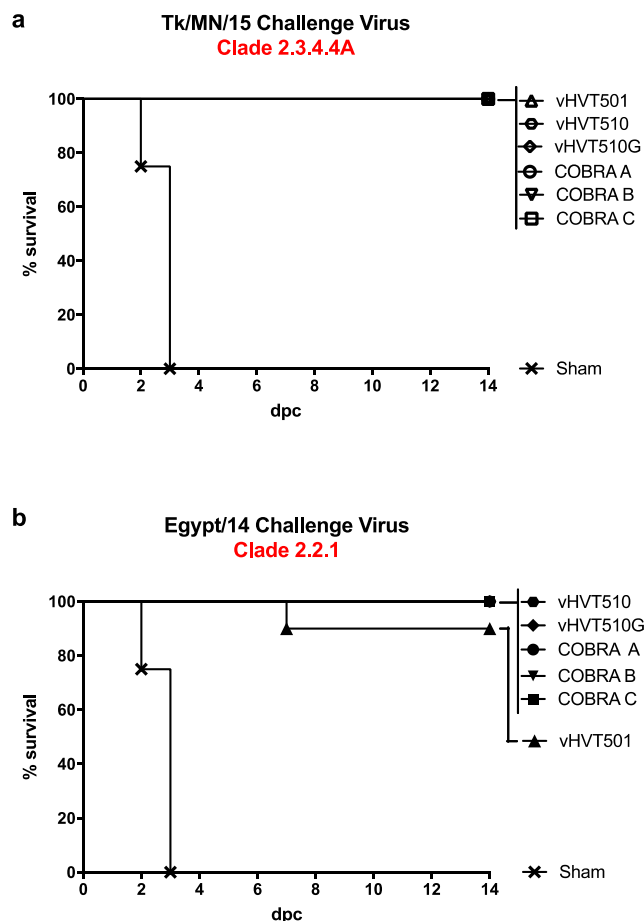 a
Tk/MN/15 Challenge Virus
Clade 2.3.4.4A
% survival
100
80
60
40
20
0
0 2 4 6 8 10 12 14
dpc
vHVT501
vHVT510
vHVT510G
COBRA A
COBRA B
COBRA C
Sham
b
Egypt/14 Challenge Virus
Clade 2.2.1
% survival
100
80
60
40
20
0
0 2 4 6 8 10 12 14
dpc
vHVT510
vHVT510G
COBRA A
COBRA B
COBRA C
vHVT501
Sham